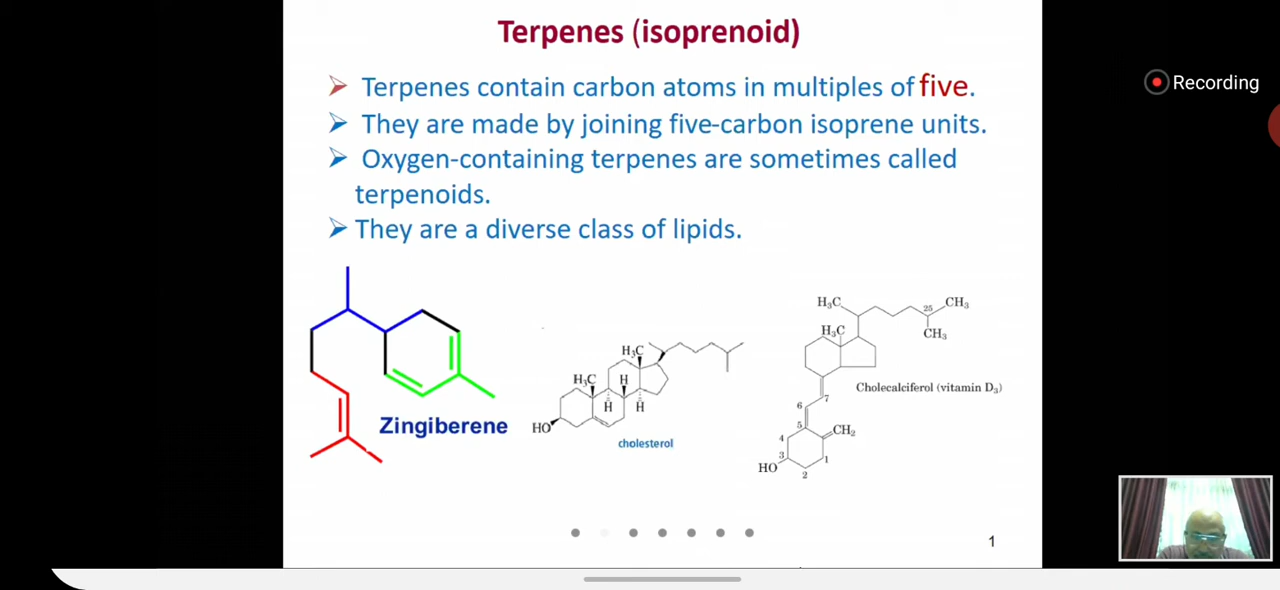 Terpenes (isoprenoid)
Recording
➢ Terpenes contain carbon atoms in multiples of five.
➢ They are made by joining five-carbon isoprene units.
➢ Oxygen-containing terpenes are sometimes called
terpenoids.
➢ They are a diverse class of lipids.
Zingiberene
H₃C
H₃C
H
H
H
HO
cholesterol
H₃C
25
CH₃
CH₃
H₃C
Cholecalciferol (vitamin D₃)
7
6
5
CH₂
4
3
1
HO
2
1